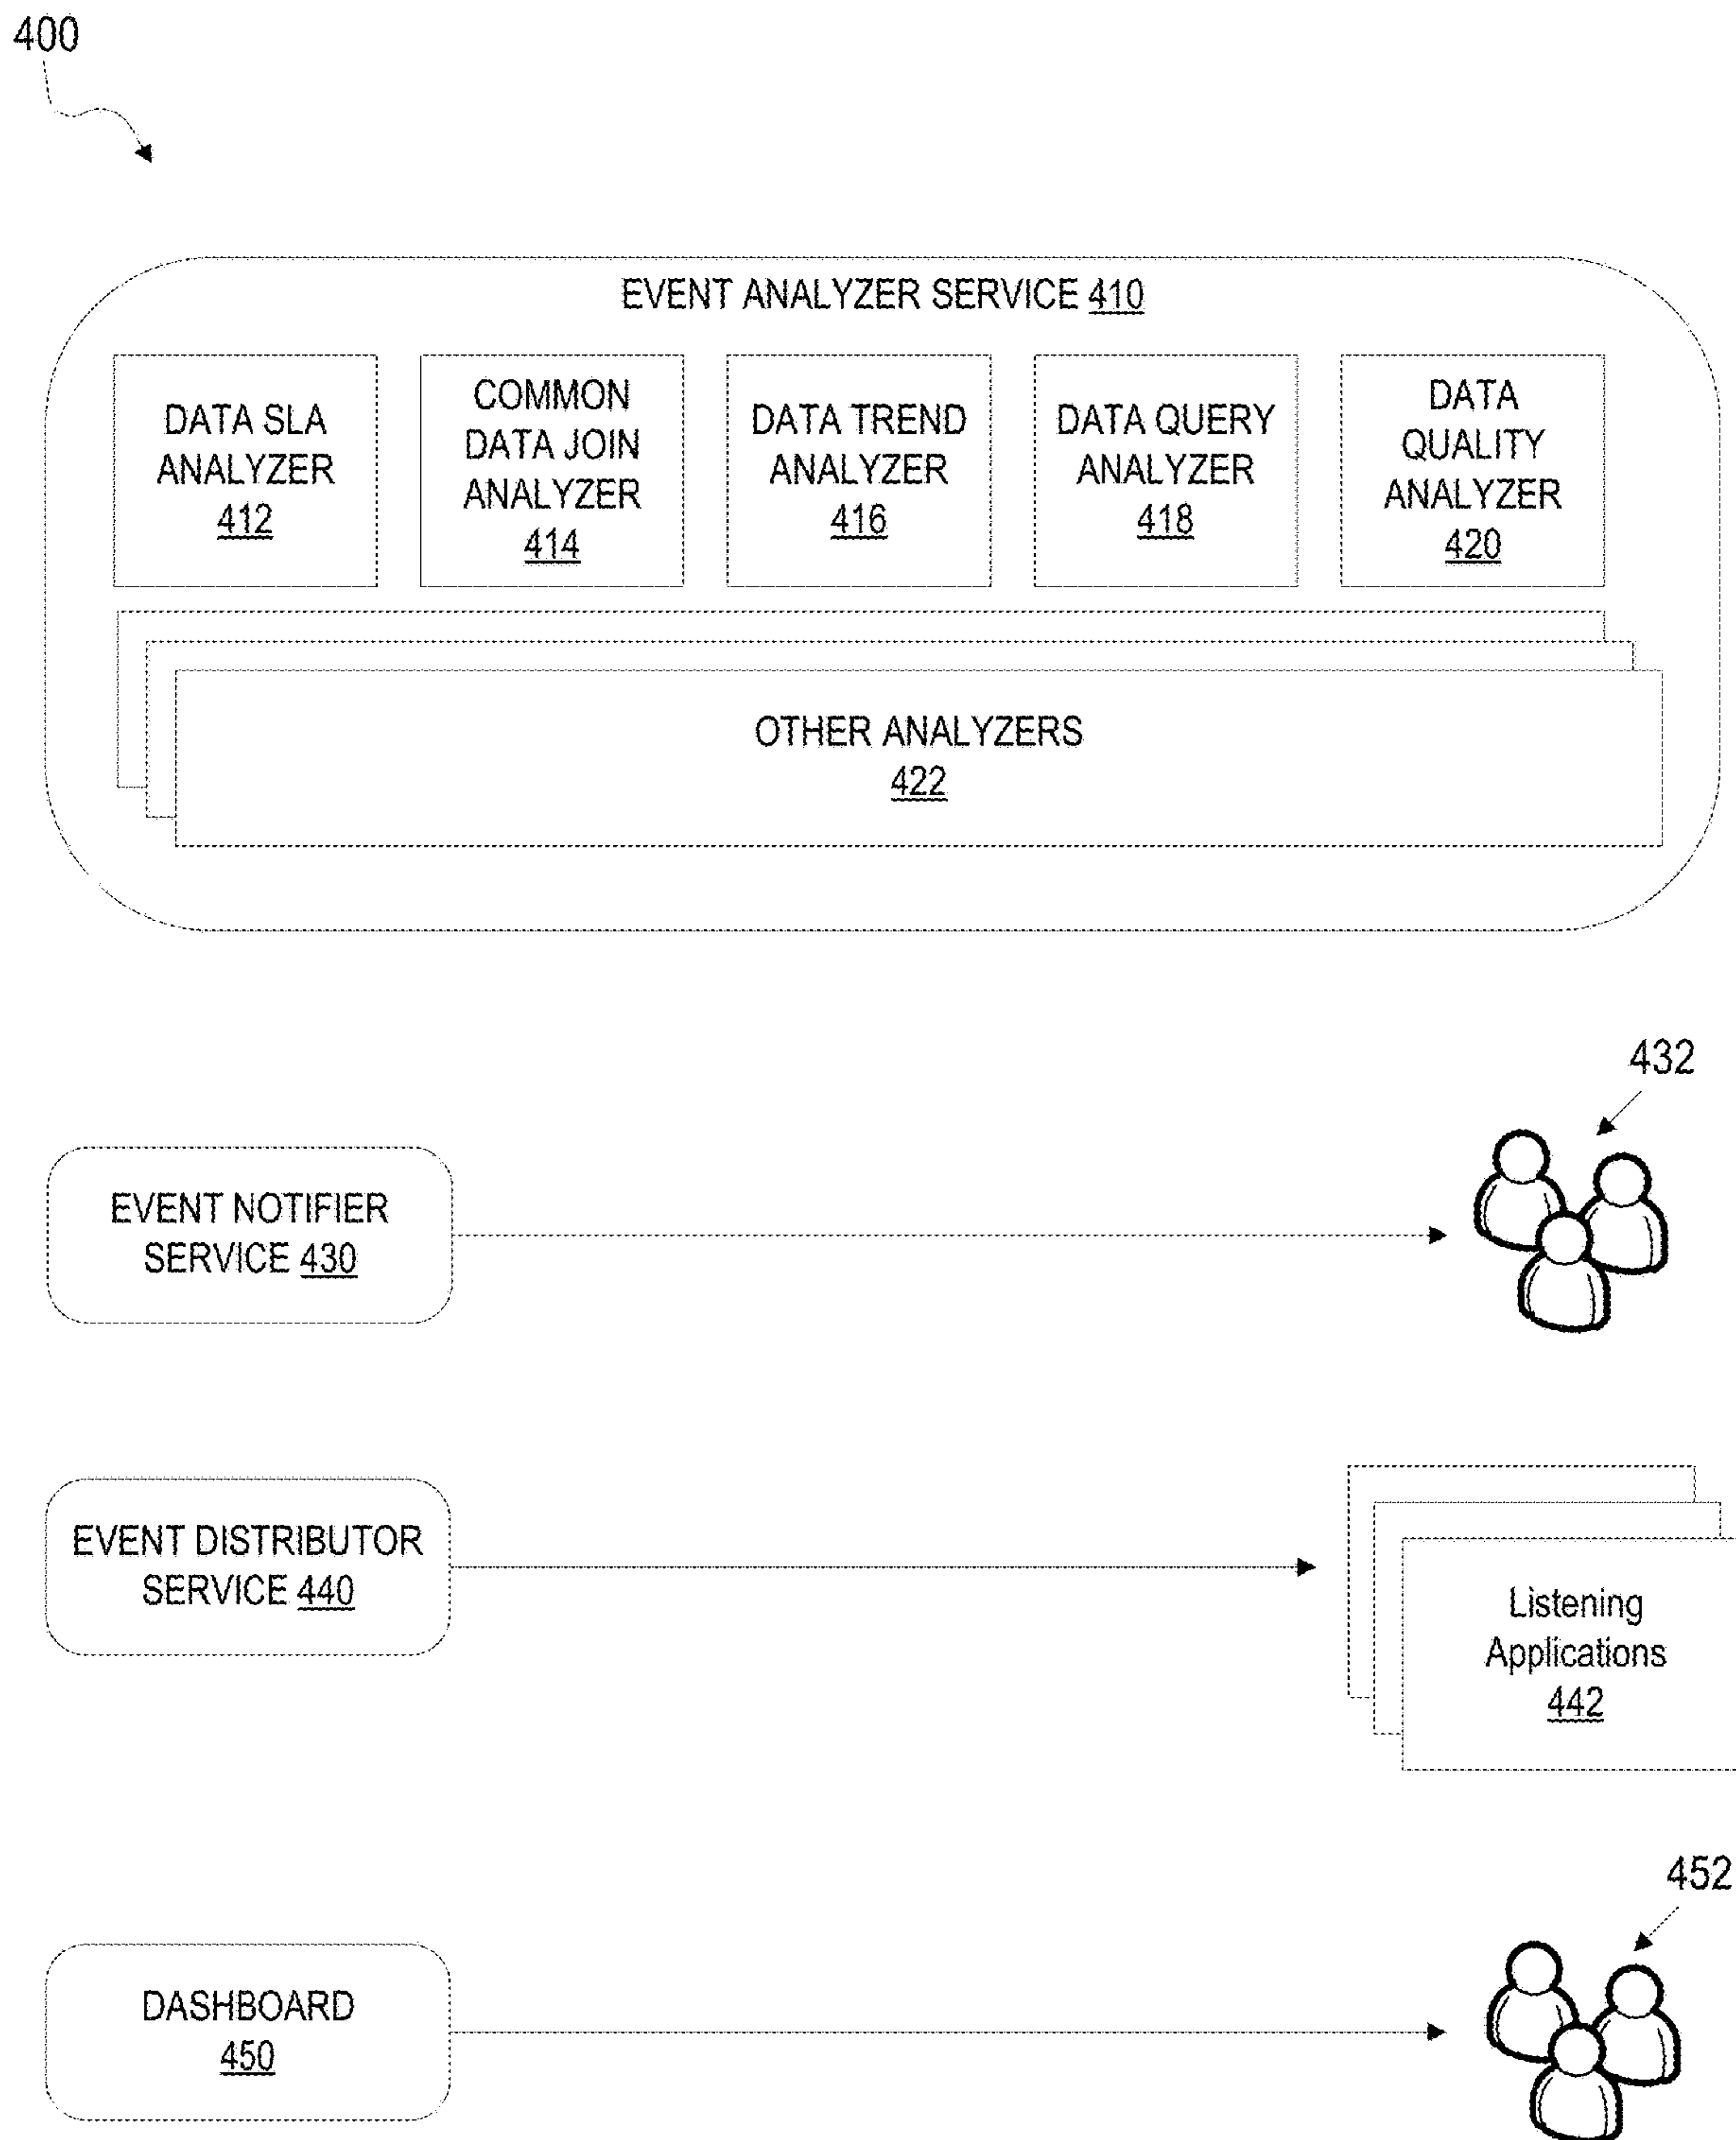 400
EVENT ANALYZER SERVICE 410
DATA SLA
ANALYZER
412
COMMON
DATA JOIN
ANALYZER
414
DATA TREND
ANALYZER
416
DATA QUERY
ANALYZER
418
DATA
QUALITY
ANALYZER
420
OTHER ANALYZERS
422
432
EVENT NOTIFIER
SERVICE 430
EVENT DISTRIBUTOR
SERVICE 440
Listening
Applications
442
452
DASHBOARD
450